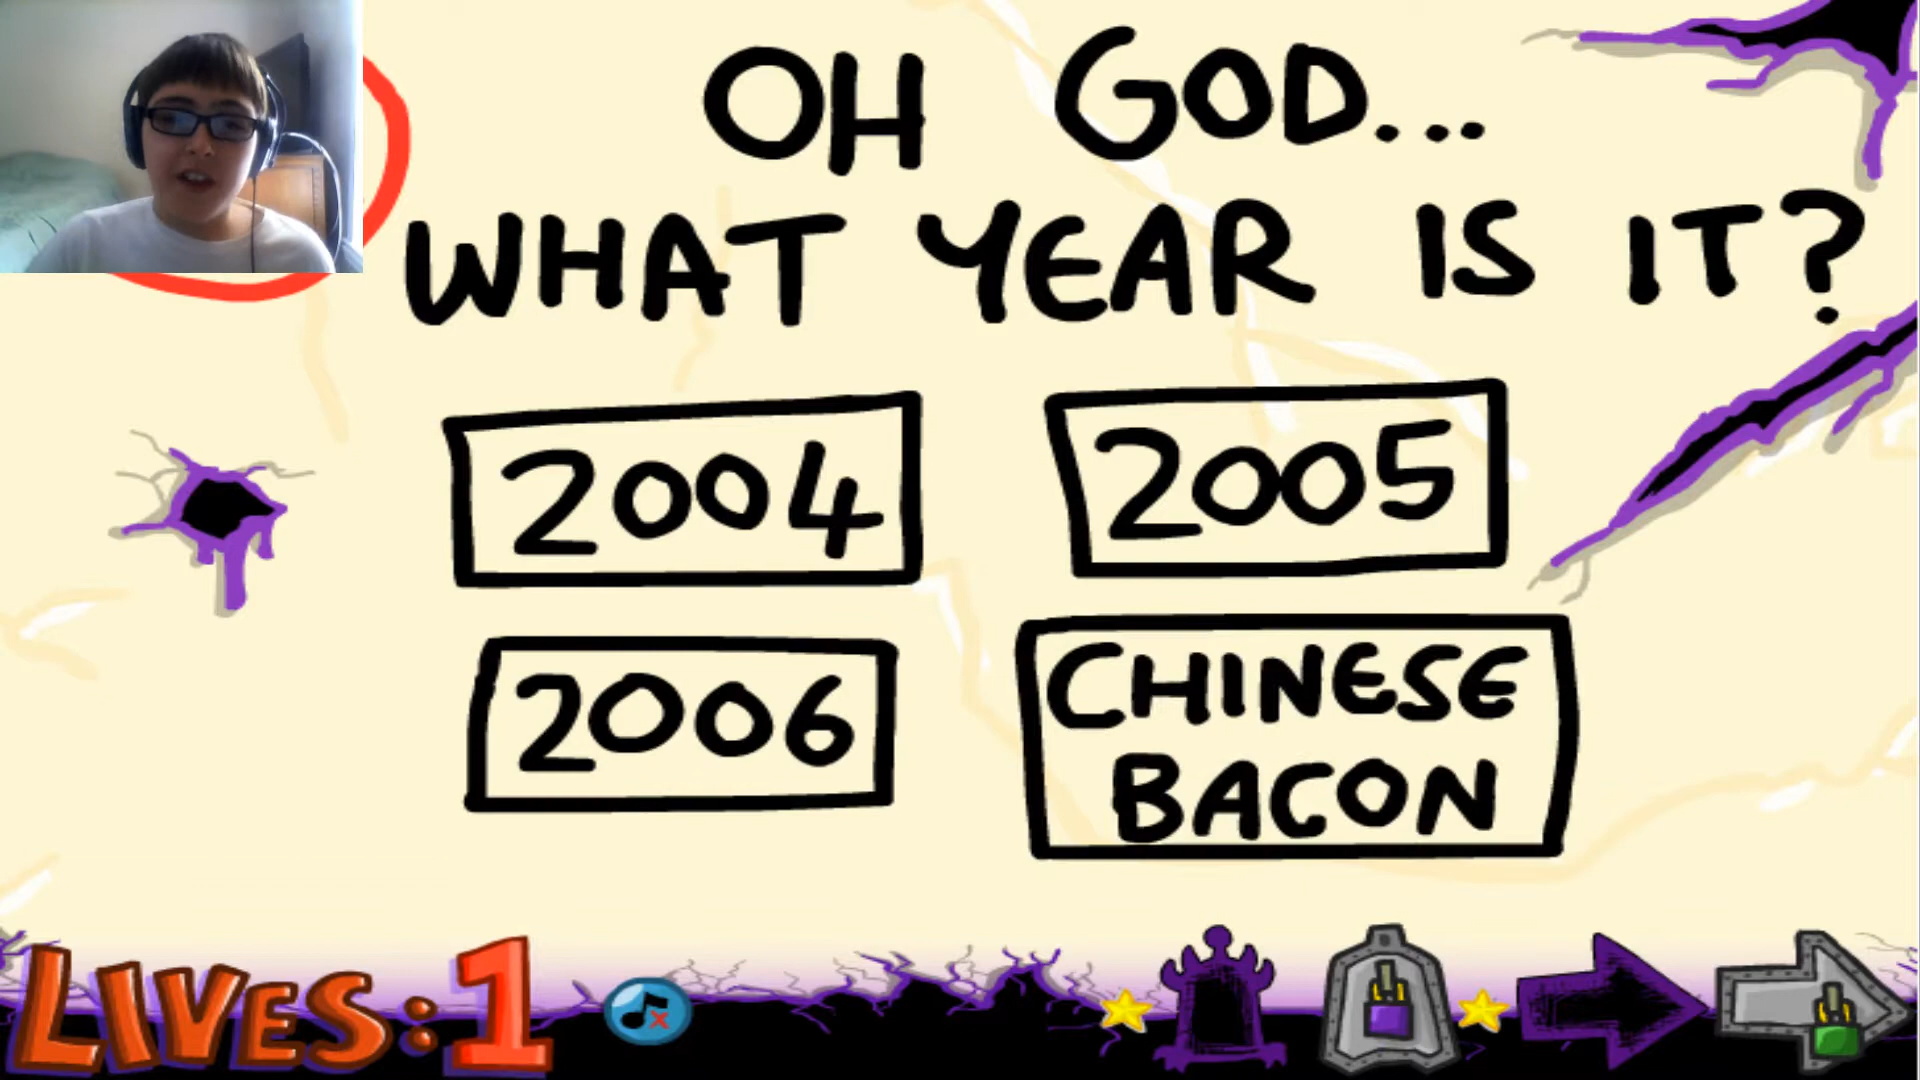 OH GOD...
WHAT YEAR IS IT?
2004
2005
2006
CHINESE
BACON
LIVES: 1